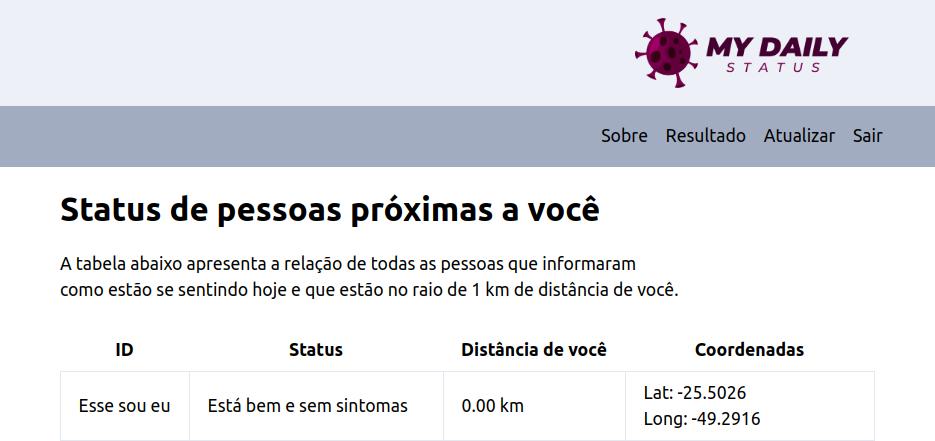 MY DAILY
STATUS
Sobre Resultado Atualizar Sair
Status de pessoas próximas a você
A tabela abaixo apresenta a relação de todas as pessoas que informaram
como estão se sentindo hoje e que estão no raio de 1 km de distância de você.
ID Status Distância de você Coordenadas
Esse sou eu Está bem e sem sintomas 0.00 km Lat: -25.5026
Long: -49.2916